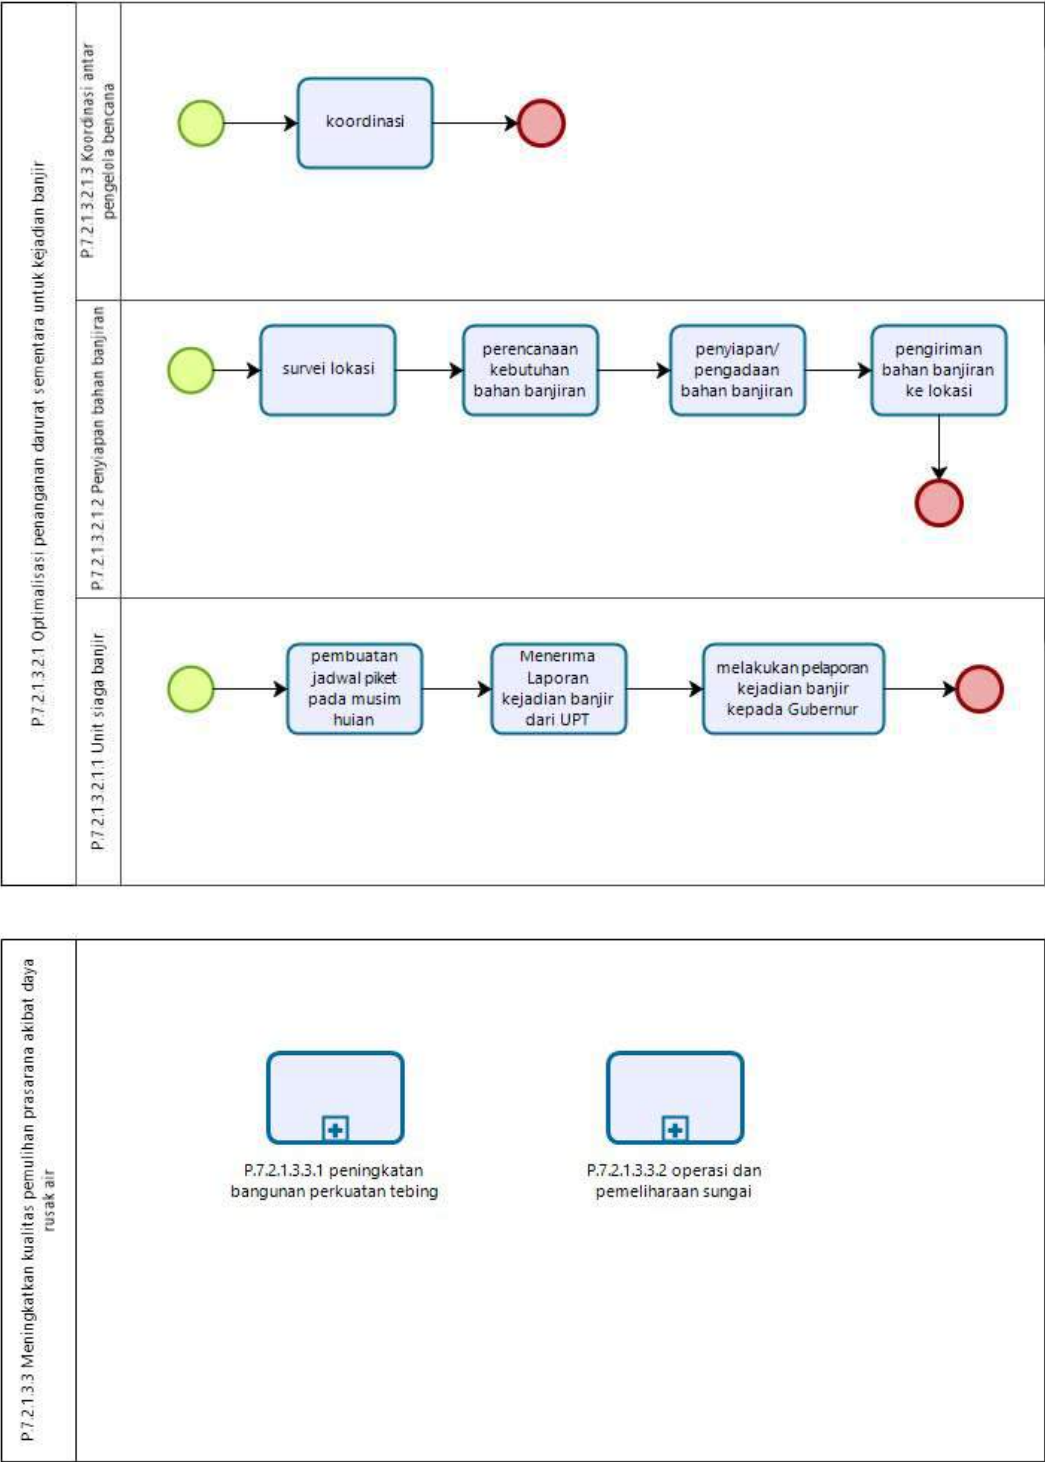 P.7.2.1.3.2.1 Optimalisasi penanganan darurat sementara untuk kejadian banjir
P.7.2.1.3.2.1.3 Koordinasi antar
pengelola bencana
koordinasi
P.7.2.1.3.2.1.2 Penyiapan bahan banjiran
survei lokasi
perencanaan
kebutuhan
bahan banjiran
penyiapan/
pengadaan
bahan banjiran
pengiriman
bahan banjiran
ke lokasi
P.7.2.1.3.2.1.1 Unit siaga banjir
pembuatan
jadwal piket
pada musim
huian
Menerima
Laporan
kejadian banjir
dari UPT
melakukan pelaporan
kejadian banjir
kepada Gubernur
P.7.2.1.3.3 Meningkatkan kualitas pemulihan prasarana akibat daya
rusak air
P.7.2.1.3.3.1 peningkatan
bangunan perkuatan tebing
P.7.2.1.3.3.2 operasi dan
pemeliharaan sungai